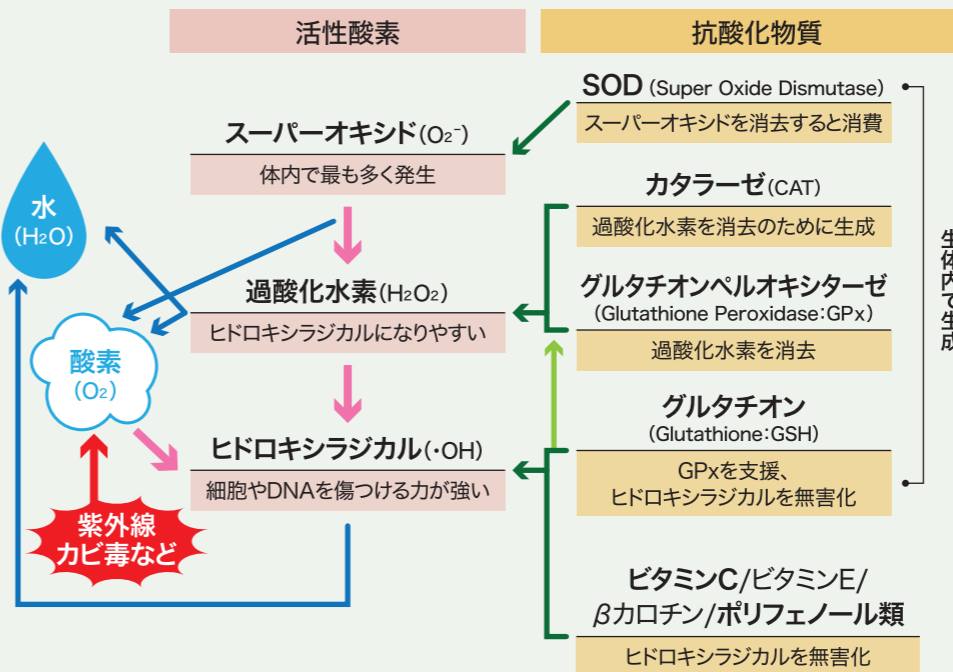 活性酸素
抗酸化物質
スーパーオキシド(O₂⁻)
体内で最も多く発生
過酸化水素(H₂O₂)
ヒドロキシラジカルになりやすい
ヒドロキシラジカル(・OH)
細胞やDNAを傷つける力が強い
水
(H₂O)
酸素
(O₂)
紫外線
カビ毒など
SOD (Super Oxide Dismutase)
スーパーオキシドを消去すると消費
カタラーゼ(CAT)
過酸化水素を消去のために生成
グルタチオンペルオキシターゼ
(Glutathione Peroxidase:GPx)
過酸化水素を消去
グルタチオン
(Glutathione:GSH)
GPxを支援、
ヒドロキシラジカルを無害化
ビタミンC/ビタミンE/
βカロチン/ポリフェノール類
ヒドロキシラジカルを無害化
生体内で生成